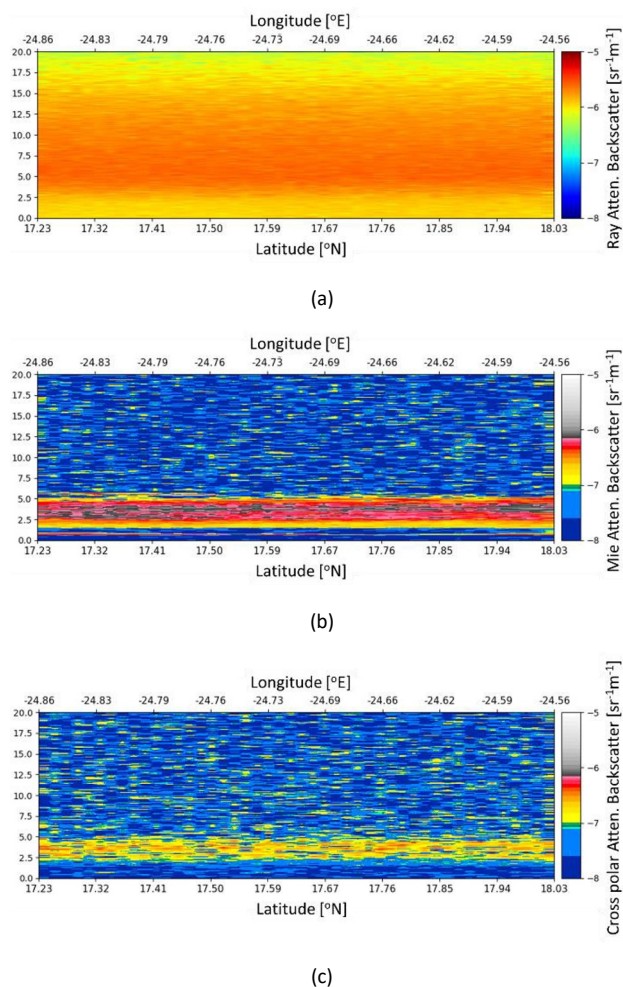 Longitude [°E]
-24.86 -24.83 -24.79 -24.76 -24.73 -24.70 -24.66 -24.62 -24.59 -24.56
20.0
17.5
15.0
12.5
10.0
7.5
5.0
2.5
0.0
17.23 17.32 17.41 17.50 17.59 17.67 17.76 17.85 17.94 18.03
Latitude [°N]
-5
-6
-7
-8
Ray Atten. Backscatter [sr⁻¹m⁻¹]
(a)
Longitude [°E]
-24.86 -24.83 -24.79 -24.76 -24.73 -24.70 -24.66 -24.62 -24.59 -24.56
20.0
17.5
15.0
12.5
10.0
7.5
5.0
2.5
0.0
17.23 17.32 17.41 17.50 17.59 17.67 17.76 17.85 17.94 18.03
Latitude [°N]
-5
-6
-7
-8
Mie Atten. Backscatter [sr⁻¹m⁻¹]
(b)
Longitude [°E]
-24.86 -24.83 -24.79 -24.76 -24.73 -24.70 -24.66 -24.62 -24.59 -24.56
20.0
17.5
15.0
12.5
10.0
7.5
5.0
2.5
0.0
17.23 17.32 17.41 17.50 17.59 17.67 17.76 17.85 17.94 18.03
Latitude [°N]
-5
-6
-7
-8
Cross polar Atten. Backscatter [sr⁻¹m⁻¹]
(c)